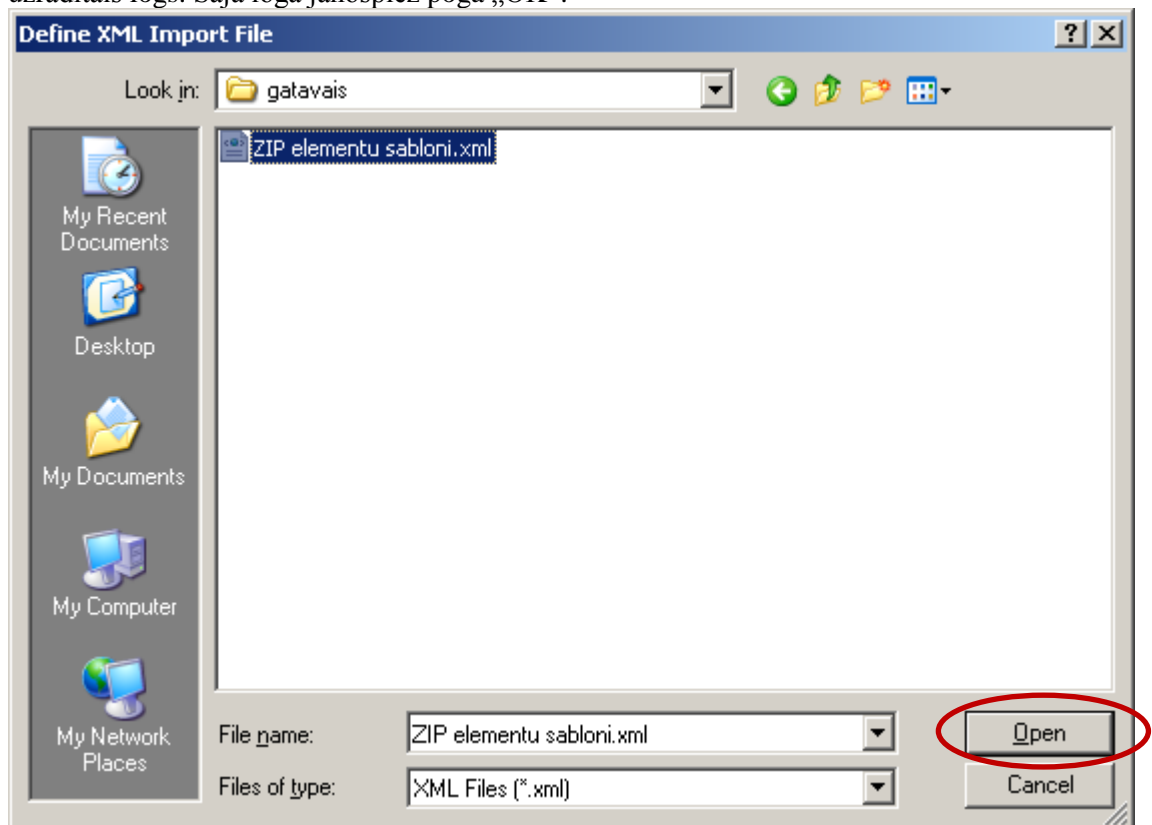 Define XML Import File
Look in:
gatavais
ZIP elementu sabloni.xml
My Recent
Documents
Desktop
My Documents
My Computer
My Network
Places
File name:
ZIP elementu sabloni.xml
Open
Files of type:
XML Files (*.xml)
Cancel